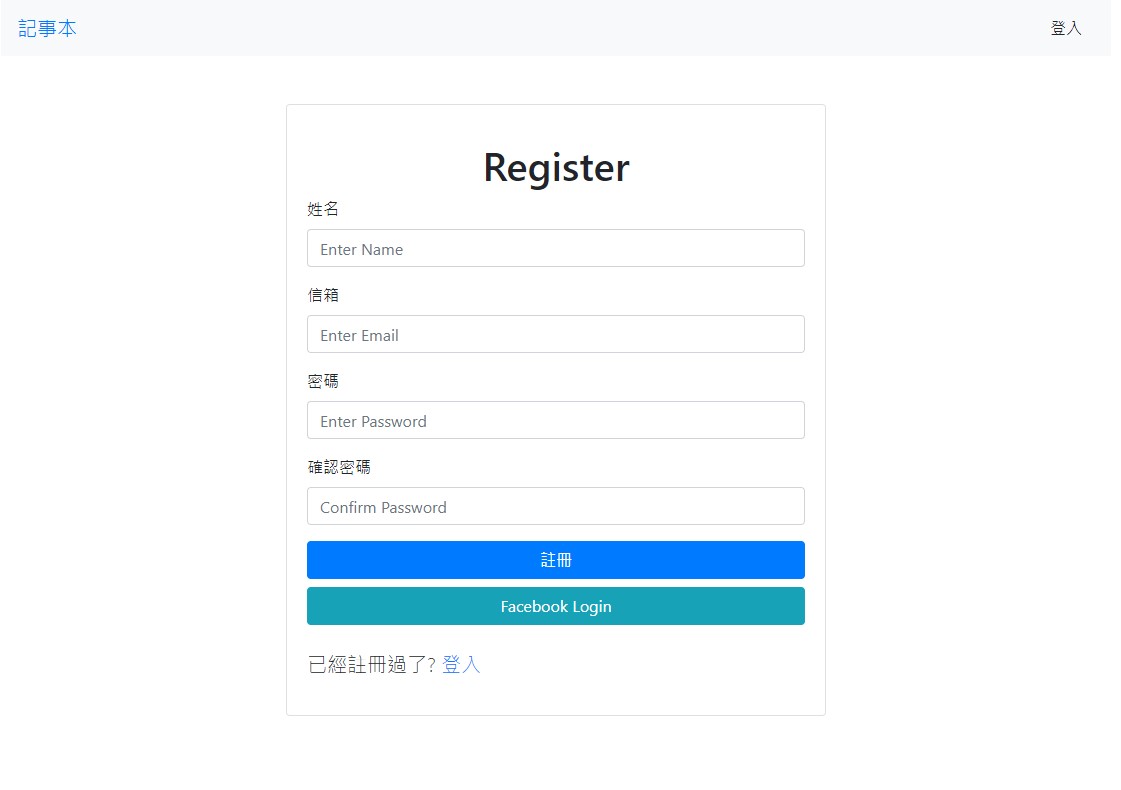 記事本
登入
Register
姓名
Enter Name
信箱
Enter Email
密碼
Enter Password
確認密碼
Confirm Password
註冊
Facebook Login
已經註冊過了? 登入